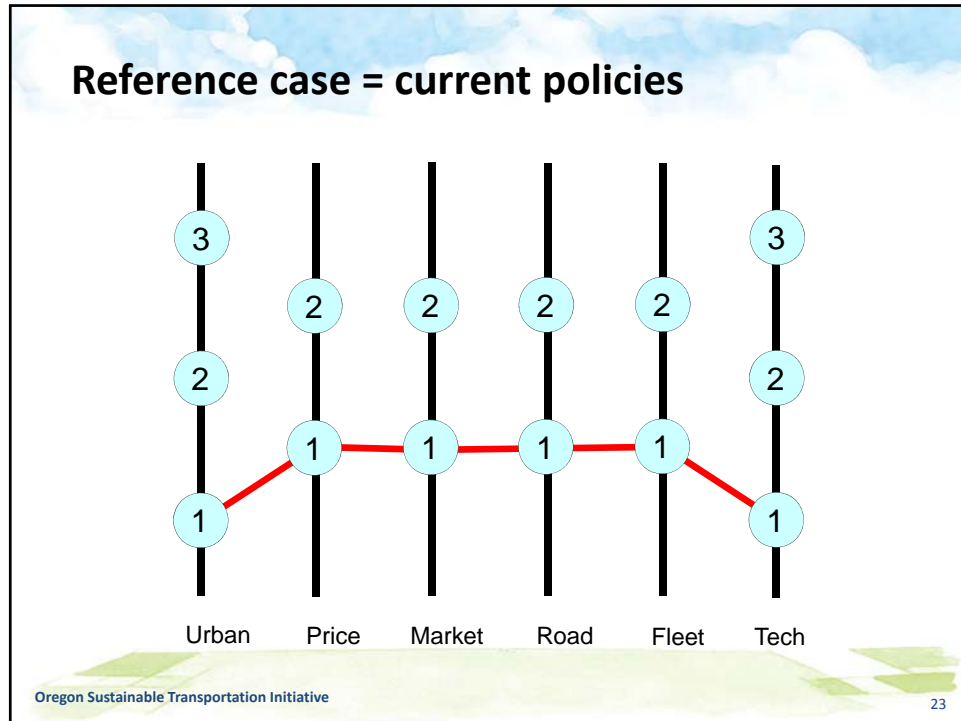 Reference case = current policies
3 3
2 2 2 2
2 2
1 1 1 1
1 1
Urban Price Market Road Fleet Tech
Oregon Sustainable Transportation Initiative
23